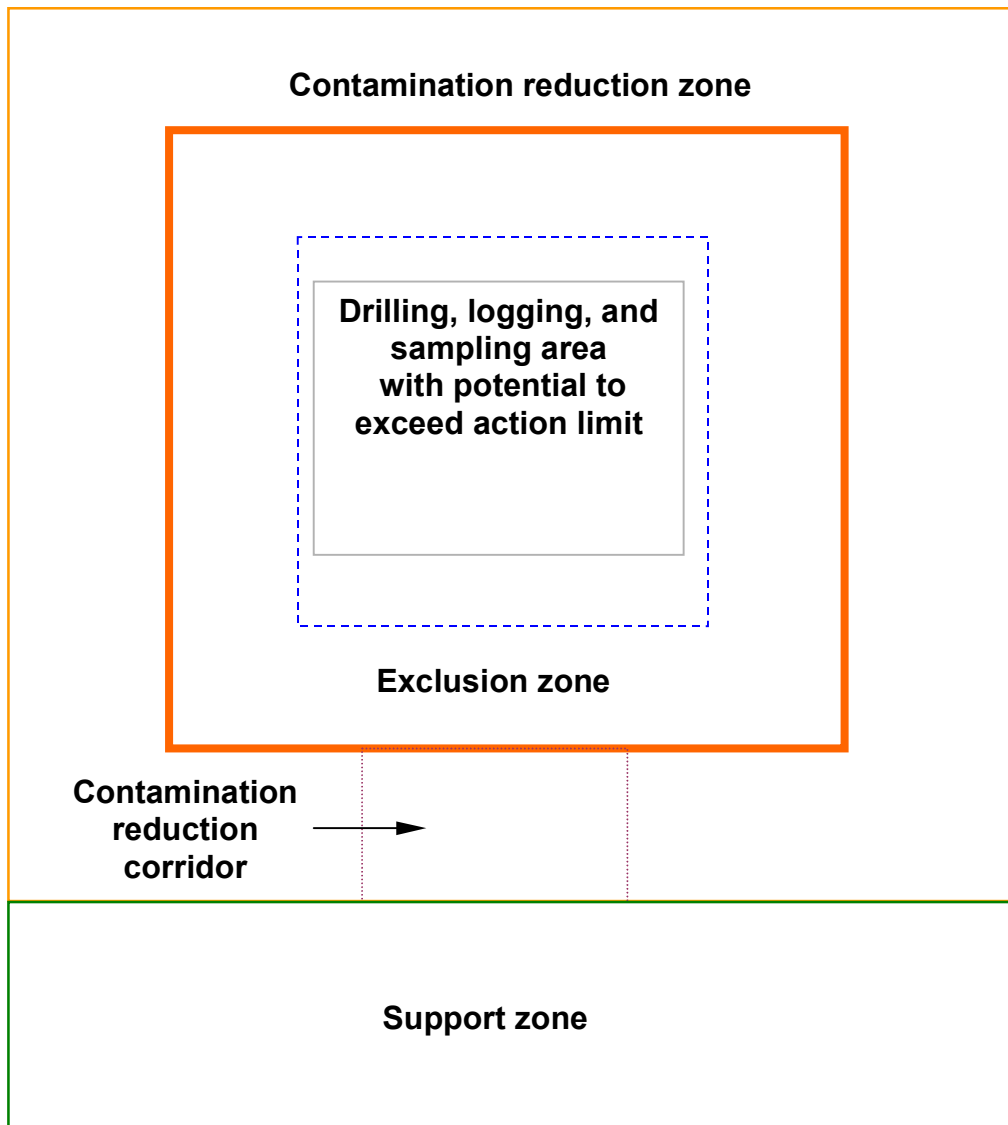 Contamination reduction zone
Drilling, logging, and
sampling area
with potential to
exceed action limit
Exclusion zone
Contamination
reduction
corridor
Support zone